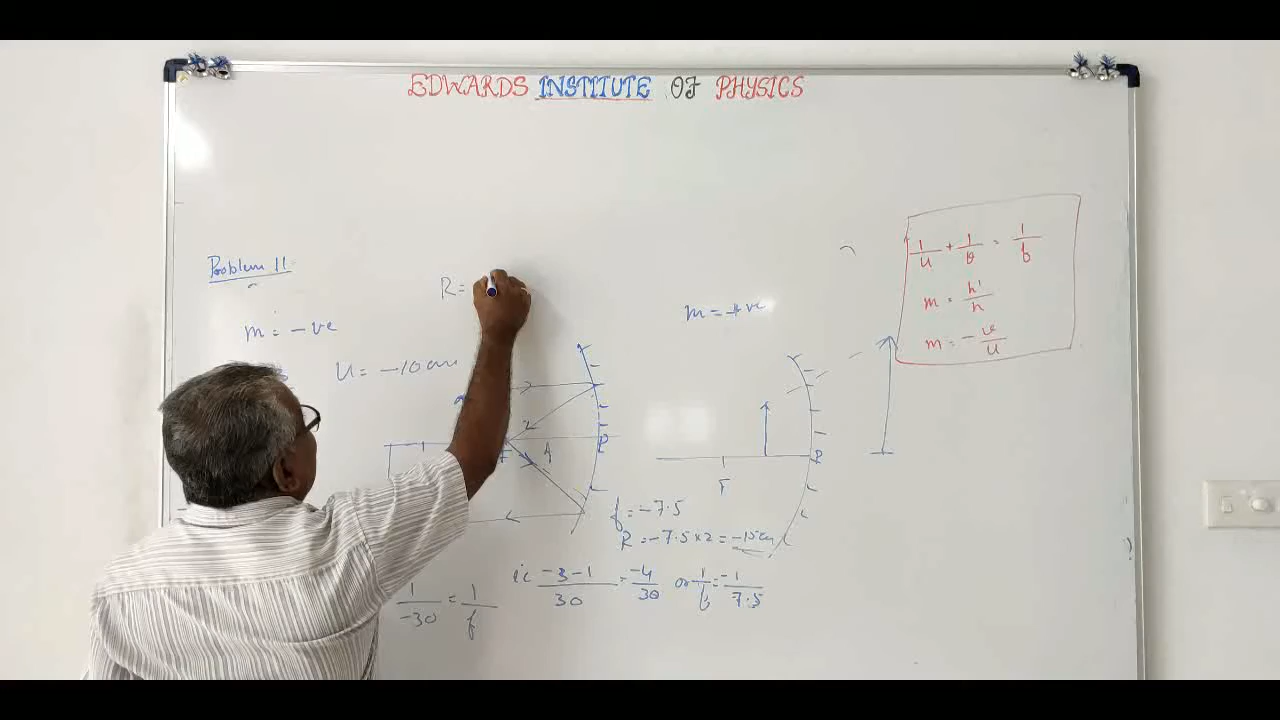 EDWARDS INSTITUTE OF PHYSICS
Problem 11
m = -ve
U = -10 cm
R =
m = +ve
1/u + 1/v = 1/f
m = h'/h
m = -v/u
F
P
F
P
f = -7.5
R = -7.5 × 2 = -15 cm
1/-30 = 1/f
ie -3-1/30 = -4/30 or 1/f = -1/7.5